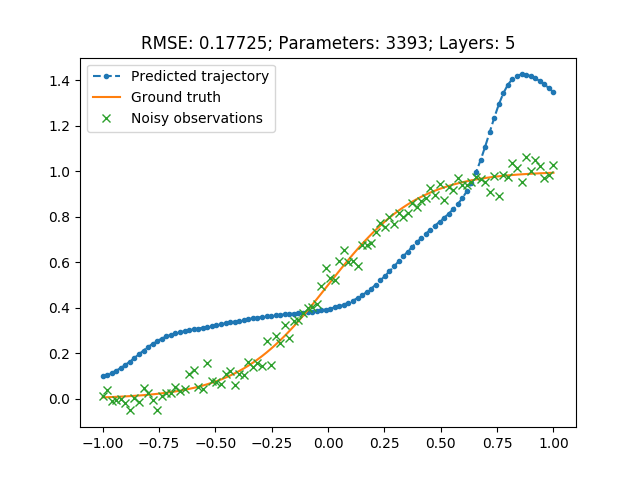 RMSE: 0.17725; Parameters: 3393; Layers: 5
Predicted trajectory
Ground truth
Noisy observations
1.4
1.2
1.0
0.8
0.6
0.4
0.2
0.0
−1.00 −0.75 −0.50 −0.25 0.00 0.25 0.50 0.75 1.00